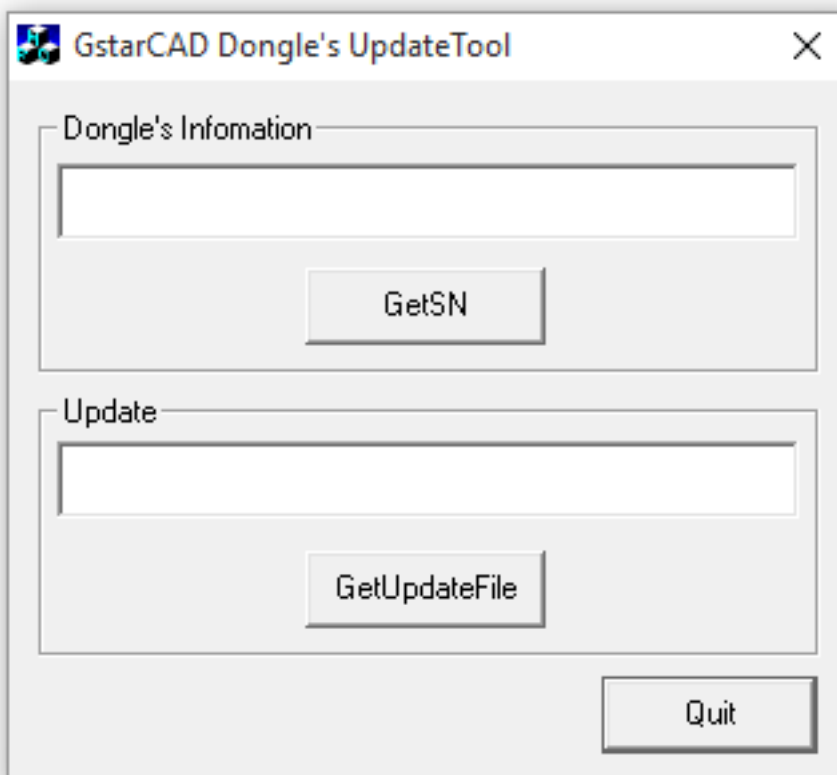 GstarCAD Dongle's UpdateTool
Dongle's Infomation
GetSN
Update
GetUpdateFile
Quit